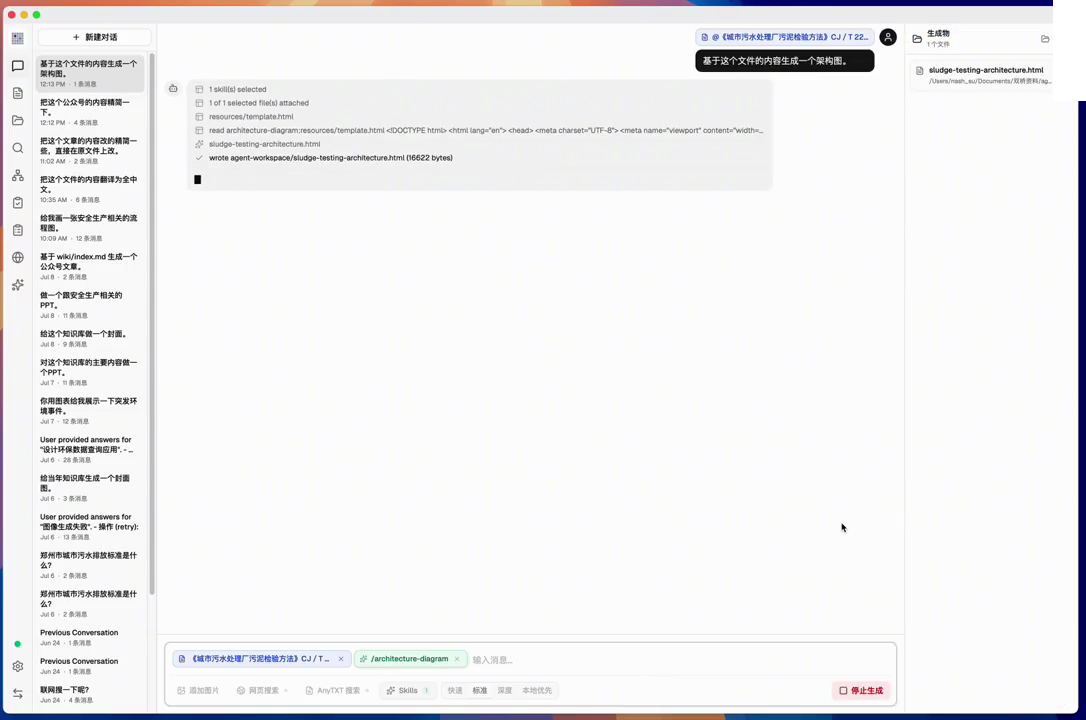 新建对话
基于这个文件的内容生成一个
架构图。
12:13 PM · 1 条消息
把这个公众号的内容精简一
下。
12:12 PM · 4 条消息
把这个文章的内容改的精简一
些，直接在原文件上改。
11:02 AM · 2 条消息
把这个文件的内容翻译为全中
文。
10:35 AM · 6 条消息
给我画一张安全生产相关的流
程图。
10:09 AM · 12 条消息
基于 wiki/index.md 生成一个
公众号文章。
Jul 8 · 2 条消息
做一个跟安全生产相关的
PPT。
Jul 8 · 11 条消息
给这个知识库做一个封面。
Jul 8 · 9 条消息
对这个知识库的主要内容做一
个PPT。
Jul 7 · 11 条消息
你用图表给我展示一下突发环
境事件。
Jul 7 · 12 条消息
User provided answers for
"设计环保数据查询应用". - ...
Jul 6 · 28 条消息
给当年知识库生成一个封面
图。
Jul 6 · 3 条消息
User provided answers for
"图像生成失败". - 操作 (retry):
Jul 6 · 13 条消息
郑州市城市污水排放标准是什
么?
Jul 6 · 2 条消息
郑州市城市污水排放标准是什
么?
Jul 6 · 2 条消息
Previous Conversation
Jun 24 · 1 条消息
Previous Conversation
Jun 24 · 1 条消息
联网搜一下呢?
Jun 24 · 4 条消息
@《城市污水处理厂污泥检验方法》CJ / T 22...
基于这个文件的内容生成一个架构图。
1 skill(s) selected
1 of 1 selected file(s) attached
resources/template.html
read architecture-diagram:resources/template.html <!DOCTYPE html> <html lang="en"> <head> <meta charset="UTF-8"> <meta name="viewport" content="width=...
sludge-testing-architecture.html
wrote agent-workspace/sludge-testing-architecture.html (16622 bytes)
《城市污水处理厂污泥检验方法》CJ / T ... ×
/architecture-diagram ×
输入消息...
添加图片
网页搜索
AnyTXT 搜索
Skills 1
快速 标准 深度 本地优先
停止生成
生成物
1 个文件
sludge-testing-architecture.html
/Users/nash_su/Documents/双桥资料/ag...